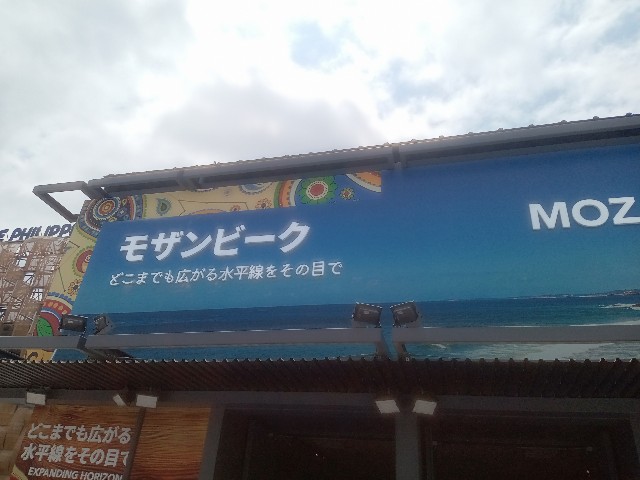 E PHILIPP
モザンビーク
どこまでも広がる水平線をその目で
MOZ
どこまでも広がる
水平線をその目で
EXPANDING HORIZON